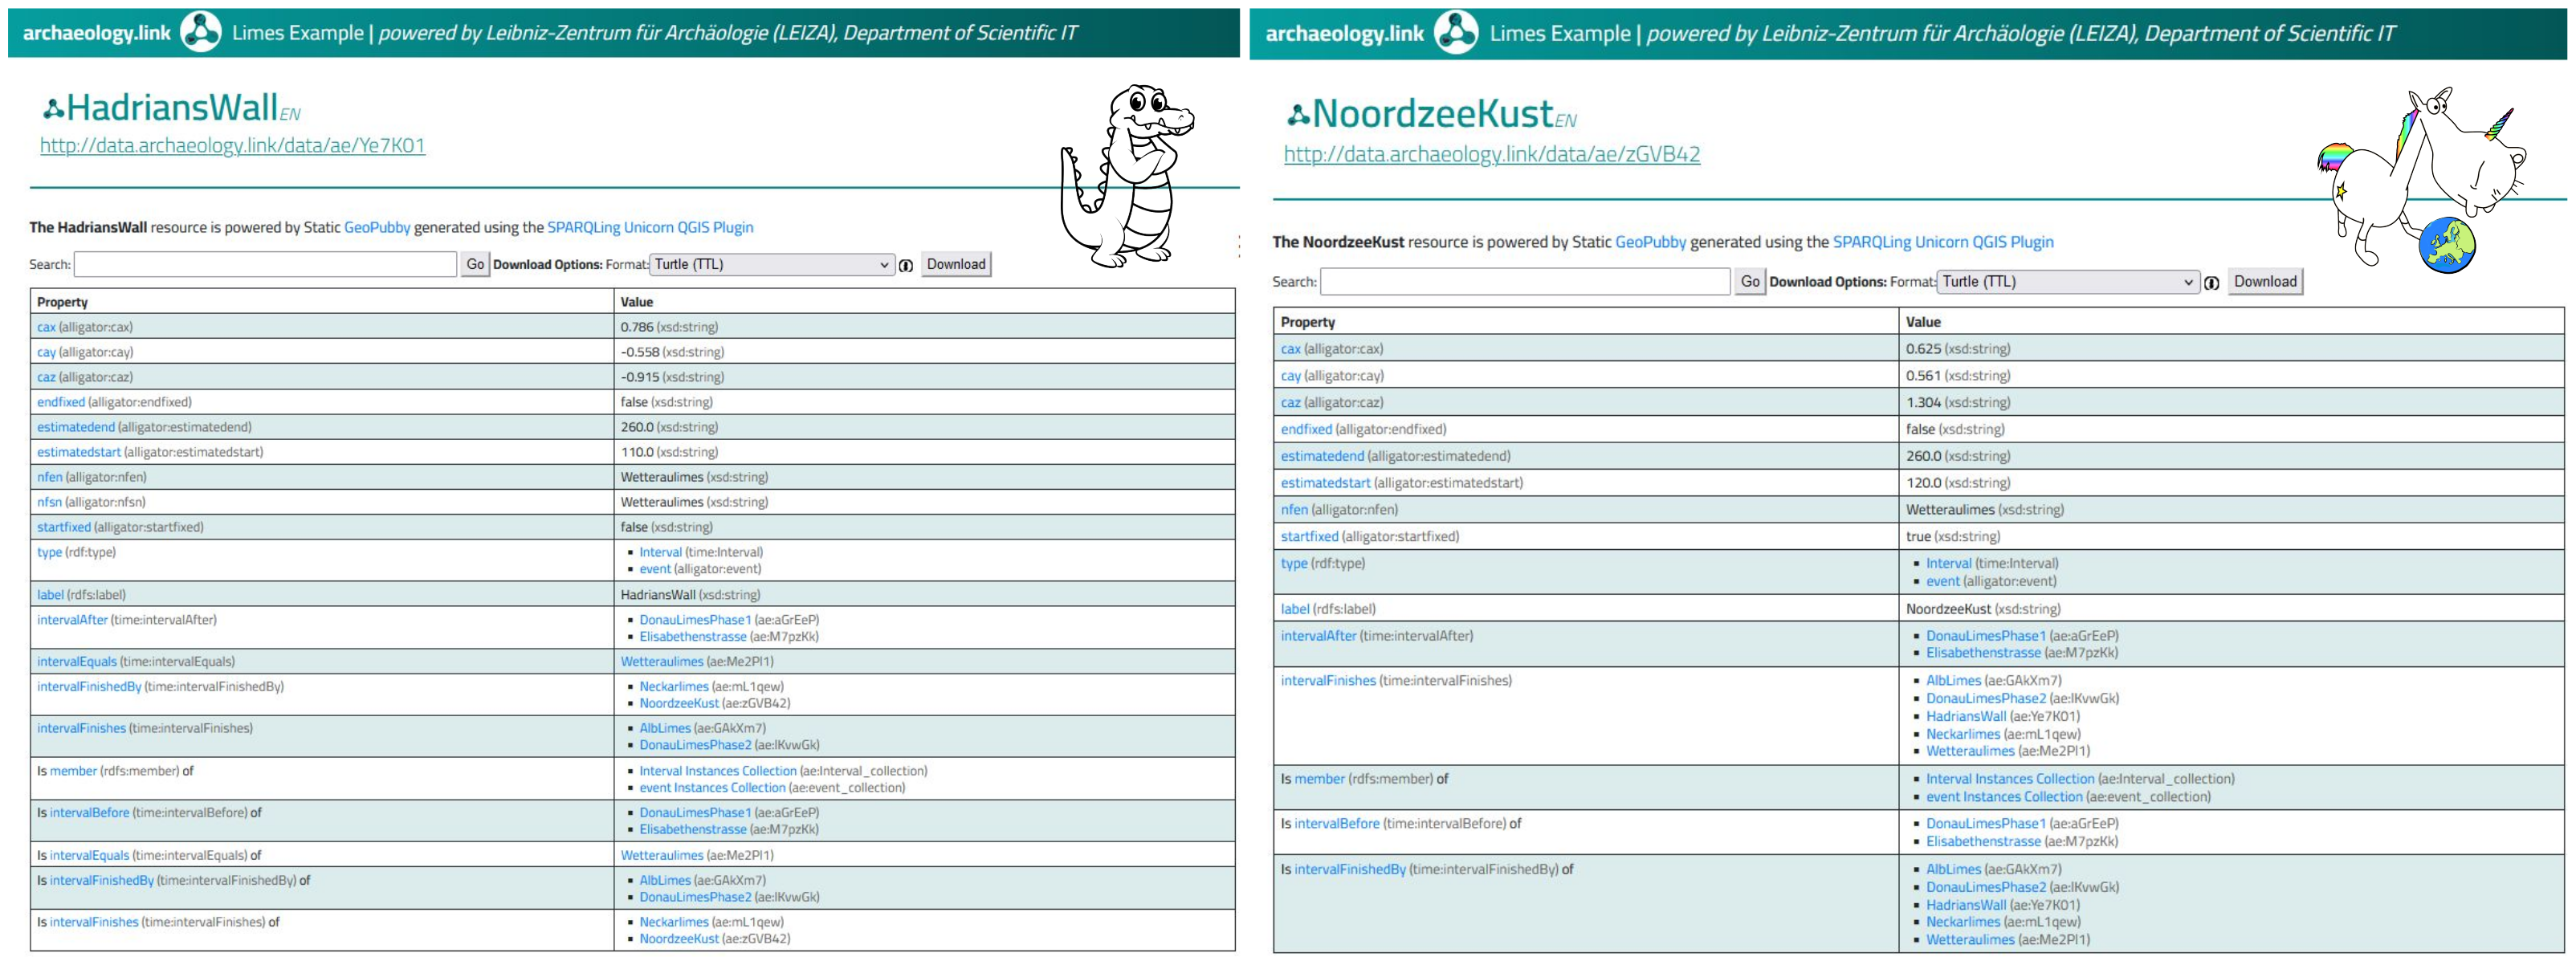 archaeology.link Limes Example | powered by Leibniz-Zentrum für Archäologie (LEIZA), Department of Scientific IT
HadriansWall EN
http://data.archaeology.link/data/ae/Ye7K01
The HadriansWall resource is powered by Static GeoPubby generated using the SPARQLing Unicorn QGIS Plugin
Search: Go Download Options: Format: Turtle (TTL) Download
Property Value
cax (alligator:cax) 0.786 (xsd:string)
cay (alligator:cay) -0.558 (xsd:string)
caz (alligator:caz) -0.915 (xsd:string)
endfixed (alligator:endfixed) false (xsd:string)
estimatedend (alligator:estimatedend) 260.0 (xsd:string)
estimatedstart (alligator:estimatedstart) 110.0 (xsd:string)
nfen (alligator:nfen) Wetteraulimes (xsd:string)
nfsn (alligator:nfsn) Wetteraulimes (xsd:string)
startfixed (alligator:startfixed) false (xsd:string)
type (rdf:type) ▪ Interval (time:Interval)
▪ event (alligator:event)
label (rdfs:label) HadriansWall (xsd:string)
intervalAfter (time:intervalAfter) ▪ DonauLimesPhase1 (ae:aGrEeP)
▪ Elisabethenstrasse (ae:M7pzKk)
intervalEquals (time:intervalEquals) Wetteraulimes (ae:Me2Pl1)
intervalFinishedBy (time:intervalFinishedBy) ▪ Neckarlimes (ae:mL1qew)
▪ NoordzeeKust (ae:zGVB42)
intervalFinishes (time:intervalFinishes) ▪ AlbLimes (ae:GAkXm7)
▪ DonauLimesPhase2 (ae:lKvwGk)
Is member (rdfs:member) of ▪ Interval Instances Collection (ae:Interval_collection)
▪ event Instances Collection (ae:event_collection)
Is intervalBefore (time:intervalBefore) of ▪ DonauLimesPhase1 (ae:aGrEeP)
▪ Elisabethenstrasse (ae:M7pzKk)
Is intervalEquals (time:intervalEquals) of Wetteraulimes (ae:Me2Pl1)
Is intervalFinishedBy (time:intervalFinishedBy) of ▪ AlbLimes (ae:GAkXm7)
▪ DonauLimesPhase2 (ae:lKvwGk)
Is intervalFinishes (time:intervalFinishes) of ▪ Neckarlimes (ae:mL1qew)
▪ NoordzeeKust (ae:zGVB42)
archaeology.link Limes Example | powered by Leibniz-Zentrum für Archäologie (LEIZA), Department of Scientific IT
NoordzeeKust EN
http://data.archaeology.link/data/ae/zGVB42
The NoordzeeKust resource is powered by Static GeoPubby generated using the SPARQLing Unicorn QGIS Plugin
Search: Go Download Options: Format: Turtle (TTL) Download
Property Value
cax (alligator:cax) 0.625 (xsd:string)
cay (alligator:cay) 0.561 (xsd:string)
caz (alligator:caz) 1.304 (xsd:string)
endfixed (alligator:endfixed) false (xsd:string)
estimatedend (alligator:estimatedend) 260.0 (xsd:string)
estimatedstart (alligator:estimatedstart) 120.0 (xsd:string)
nfen (alligator:nfen) Wetteraulimes (xsd:string)
startfixed (alligator:startfixed) true (xsd:string)
type (rdf:type) ▪ Interval (time:Interval)
▪ event (alligator:event)
label (rdfs:label) NoordzeeKust (xsd:string)
intervalAfter (time:intervalAfter) ▪ DonauLimesPhase1 (ae:aGrEeP)
▪ Elisabethenstrasse (ae:M7pzKk)
intervalFinishes (time:intervalFinishes) ▪ AlbLimes (ae:GAkXm7)
▪ DonauLimesPhase2 (ae:lKvwGk)
▪ HadriansWall (ae:Ye7K01)
▪ Neckarlimes (ae:mL1qew)
▪ Wetteraulimes (ae:Me2Pl1)
Is member (rdfs:member) of ▪ Interval Instances Collection (ae:Interval_collection)
▪ event Instances Collection (ae:event_collection)
Is intervalBefore (time:intervalBefore) of ▪ DonauLimesPhase1 (ae:aGrEeP)
▪ Elisabethenstrasse (ae:M7pzKk)
Is intervalFinishedBy (time:intervalFinishedBy) of ▪ AlbLimes (ae:GAkXm7)
▪ DonauLimesPhase2 (ae:lKvwGk)
▪ HadriansWall (ae:Ye7K01)
▪ Neckarlimes (ae:mL1qew)
▪ Wetteraulimes (ae:Me2Pl1)